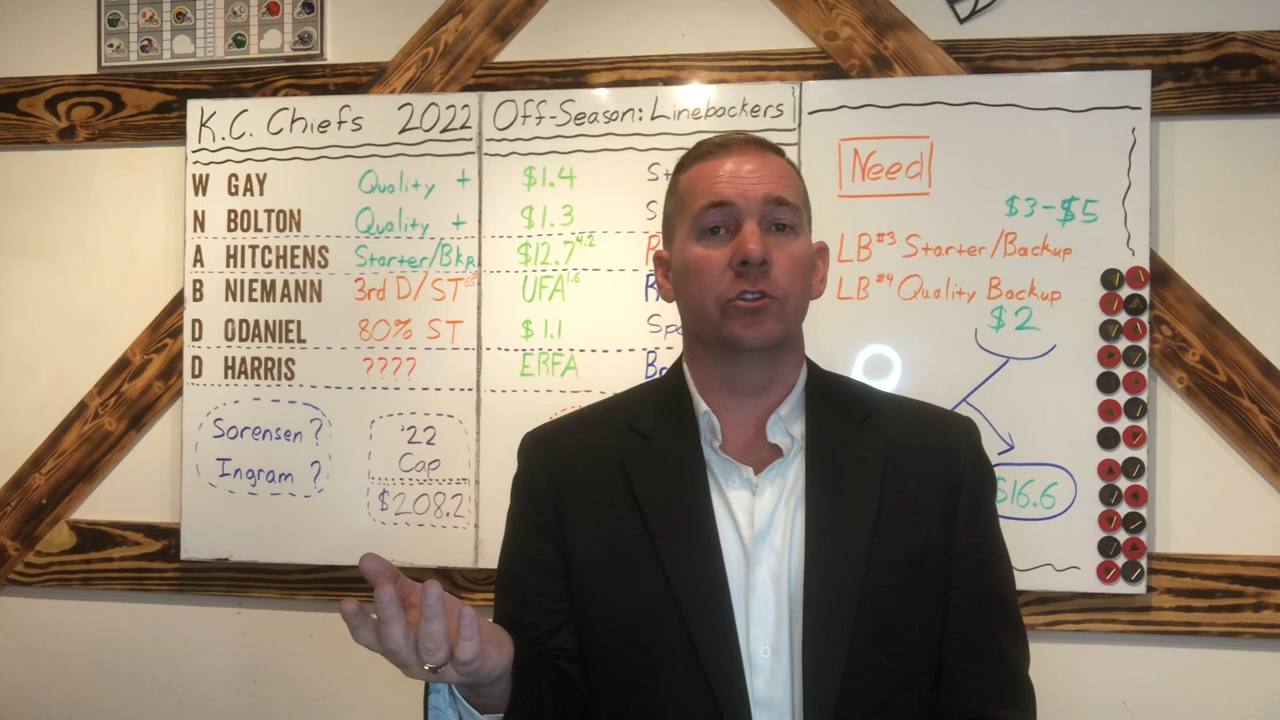 K.C. Chiefs 2022 Off-Season: Linebackers
W GAY Quality + $1.4
N BOLTON Quality + $1.3
A HITCHENS Starter/Bkp. $12.7 4.2
B NIEMANN 3rd D/ST UFA 1.6
D ODANIEL 80% ST $1.1
D HARRIS ???? ERFA
Sorensen ?
Ingram ?
'22
Cap
$208.2
Need
$3-$5
LB #3 Starter/Backup
LB #4 Quality Backup
$2
$16.6